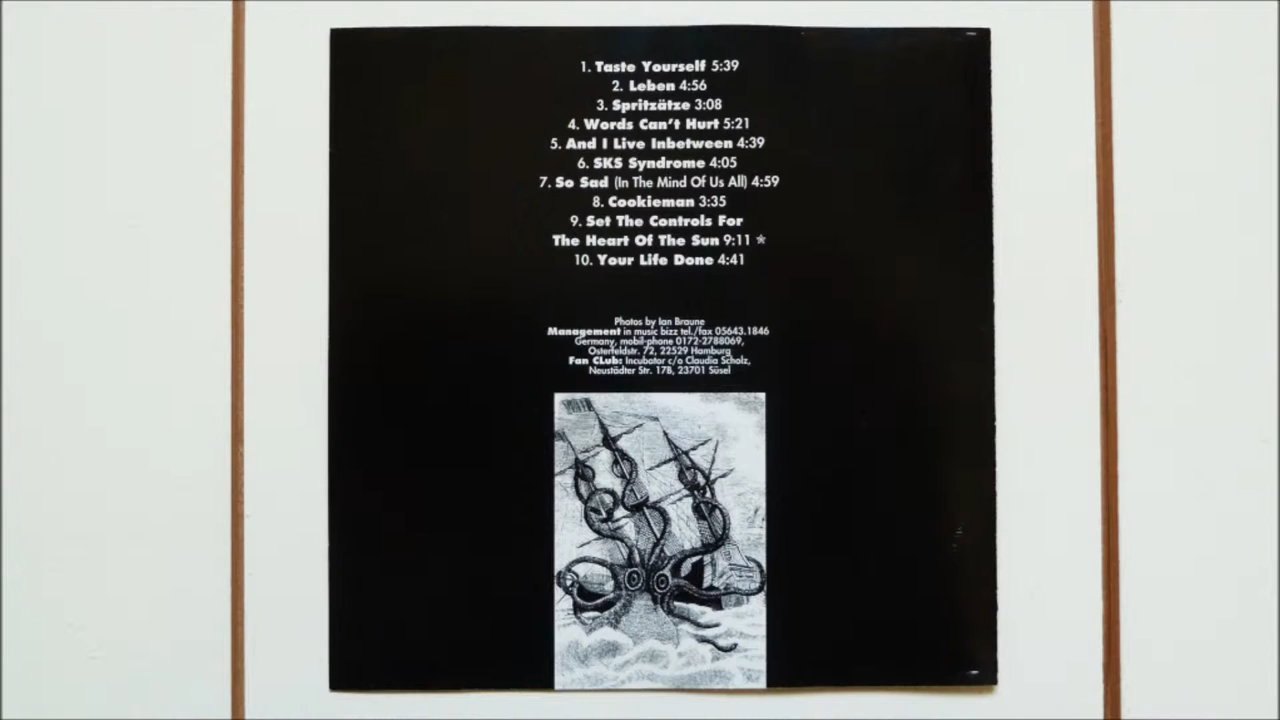 1. Taste Yourself 5:39
2. Leben 4:56
3. Spritzätze 3:08
4. Words Can't Hurt 5:21
5. And I Live Inbetween 4:39
6. SKS Syndrome 4:05
7. So Sad (In The Mind Of Us All) 4:59
8. Cookieman 3:35
9. Set The Controls For
The Heart Of The Sun 9:11 *
10. Your Life Done 4:41
Photos by Ian Braune
Management in music bizz tel./fax 05643.1846
Germany, mobil-phone 0172-2788069,
Osterfeldstr. 72, 22529 Hamburg
Fan CLub: Incubator c/o Claudia Scholz,
Neustädter Str. 17B, 23701 Süsel